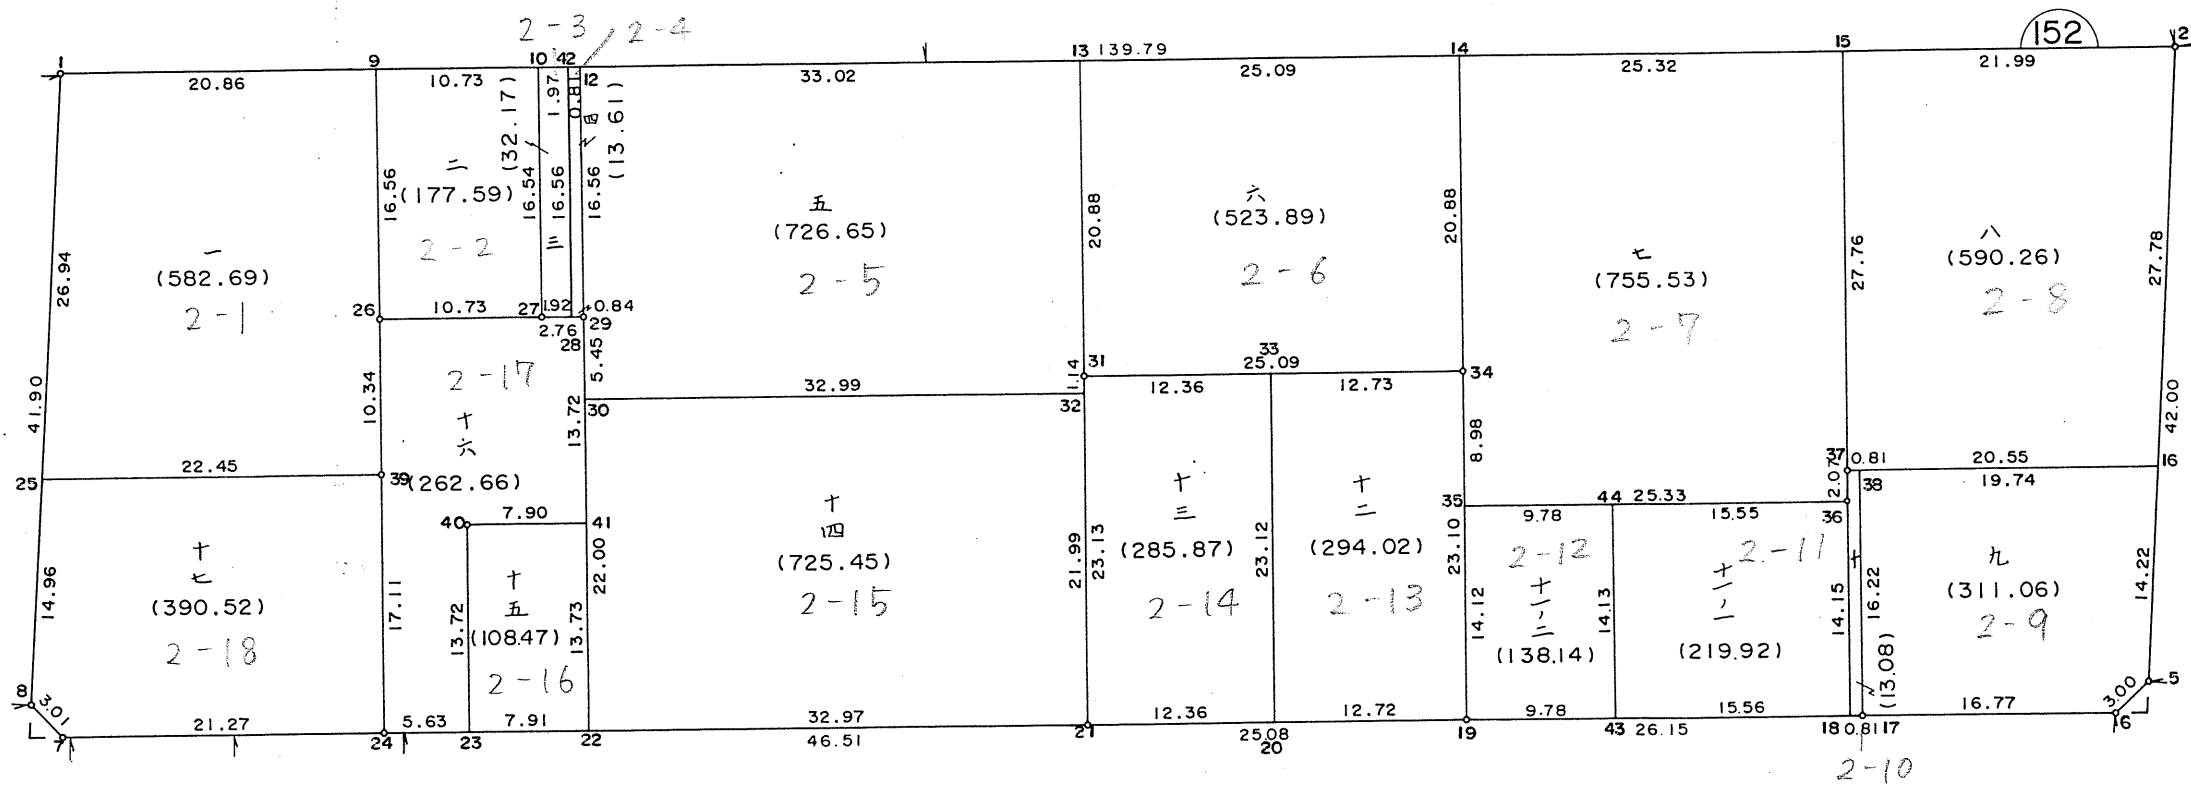 2-3 2-4
152
1 9 10 42 12 13 139.79 14 15 2
20.86 10.73 1.97 0.81 33.02 25.09 25.32 21.99
(32.17)
四
(13.61)
26.94
41.90
一
(582.69)
2-1
16.56
二
(177.59)
2-2
16.54
16.56
三
16.56
五
(726.65)
2-5
20.88
六
(523.89)
2-6
20.88
七
(755.53)
2-7
27.76
八
(590.26)
2-8
27.78
42.00
26 10.73 27 1.92 0.84
2.76 28 29
5.45
10.34
2-17
十六
(262.66)
13.72
30
32.99
1.14
31
32
33
25.09
12.36 12.73
34
8.98
35
9.78 44 25.33 15.55
36
2.07
37 0.81 20.55 16
38 19.74
25 22.45 39
14.96
十七
(390.52)
2-18
17.11
40 7.90 41
13.72
十五
(108.47)
2-16
13.73
22.00
十四
(725.45)
2-15
21.99
23.13
十三
(285.87)
2-14
23.12
十二
(294.02)
2-13
23.10
14.12
2-12
十一ノ二
(138.14)
14.13
2-11
十一ノ一
(219.92)
14.15
十
16.22
(13.08)
九
(311.06)
2-9
14.22
8 3.01 7
21.27 24 5.63 23 7.91 22 32.97 21 12.36 12.72 19 9.78 43 15.56 18 0.81 17 16.77 6 3.00 5
46.51 25.08 20 26.15
2-10